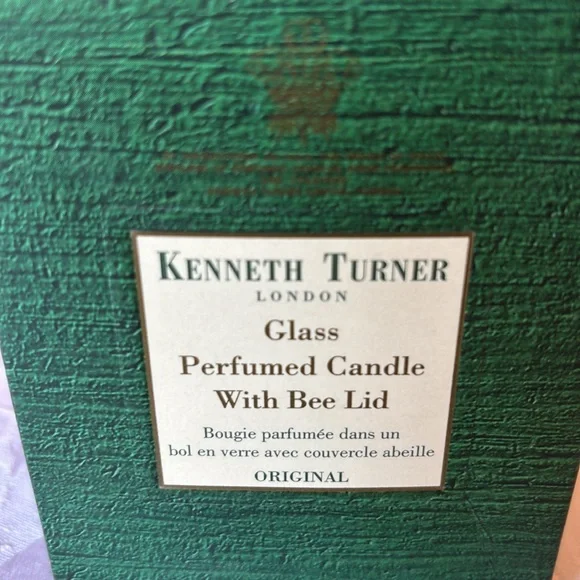 KENNETH TURNER
LONDON
Glass
Perfumed Candle
With Bee Lid
Bougie parfumée dans un
bol en verre avec couvercle abeille
ORIGINAL